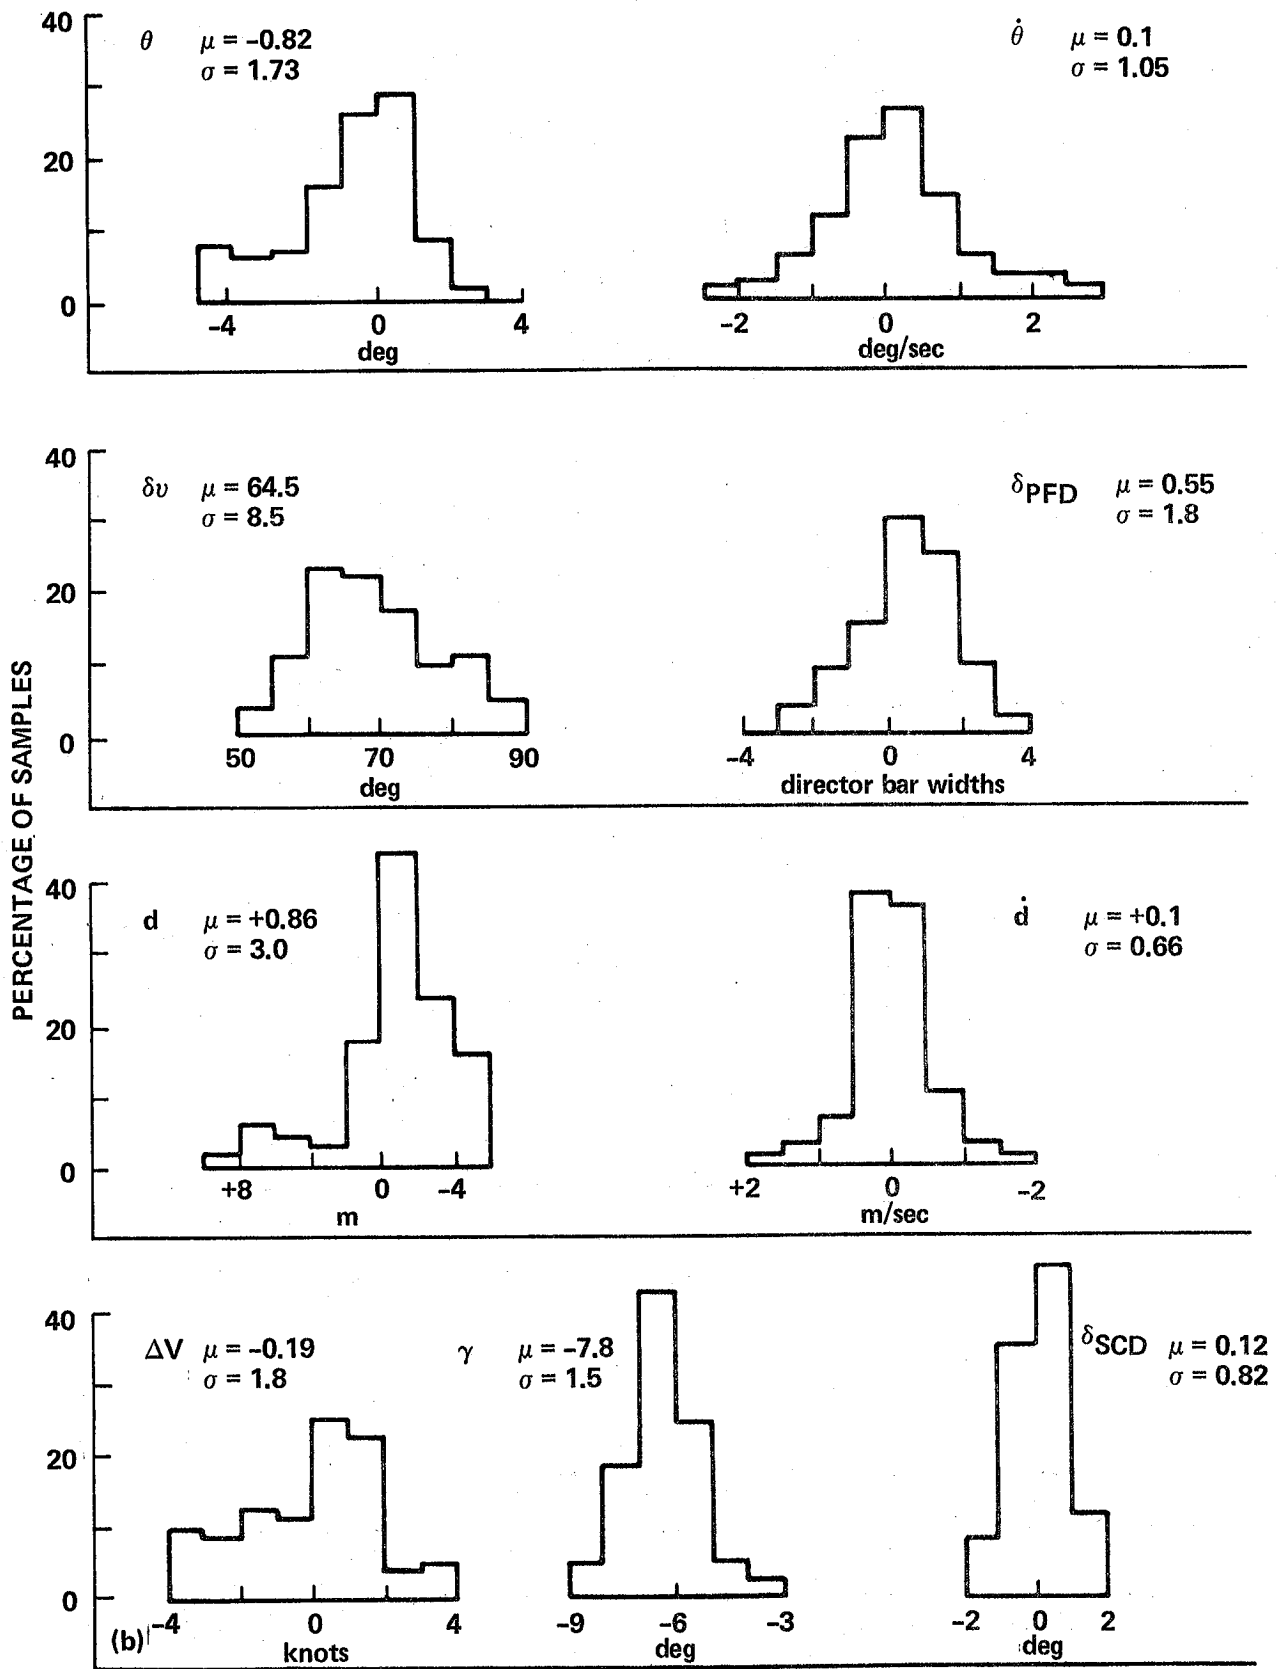 PERCENTAGE OF SAMPLES
40
20
0
θ μ = -0.82
σ = 1.73
-4 0 4
deg
θ̇ μ = 0.1
σ = 1.05
-2 0 2
deg/sec
40
20
0
δυ μ = 64.5
σ = 8.5
50 70 90
deg
δPFD μ = 0.55
σ = 1.8
-4 0 4
director bar widths
40
20
0
d μ = +0.86
σ = 3.0
+8 0 -4
m
ḋ μ = +0.1
σ = 0.66
+2 0 -2
m/sec
40
20
0
ΔV μ = -0.19
σ = 1.8
-4 0 4
knots
γ μ = -7.8
σ = 1.5
-9 -6 -3
deg
δSCD μ = 0.12
σ = 0.82
-2 0 2
deg
(b)